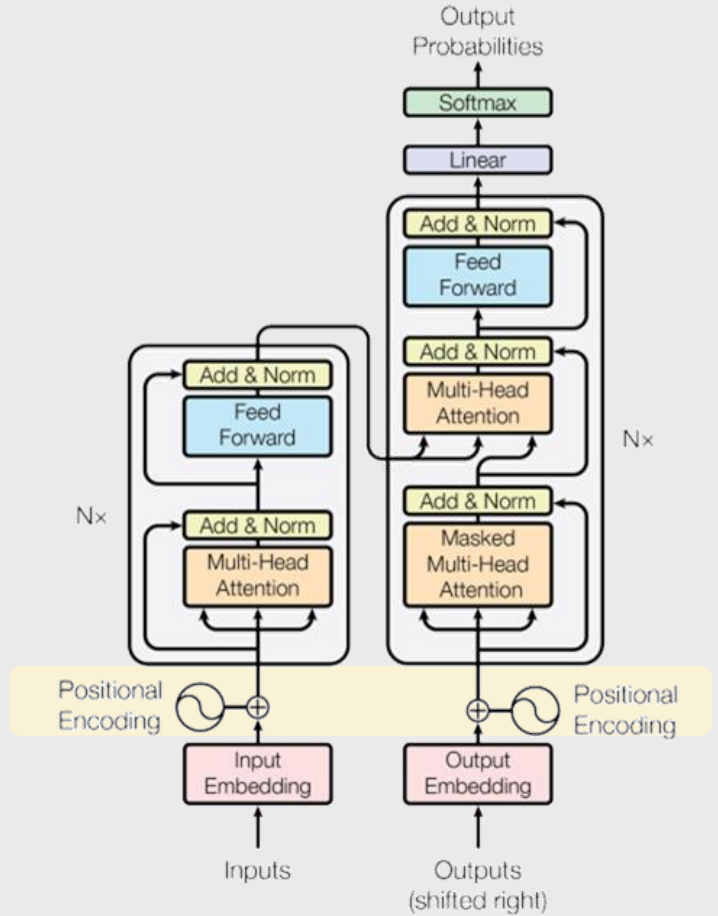 Output
Probabilities
Softmax
Linear
Add & Norm
Feed
Forward
Add & Norm
Multi-Head
Attention
Nx
Add & Norm
Masked
Multi-Head
Attention
Add & Norm
Feed
Forward
Nx
Add & Norm
Multi-Head
Attention
Positional
Encoding
Positional
Encoding
Input
Embedding
Output
Embedding
Inputs
Outputs
(shifted right)